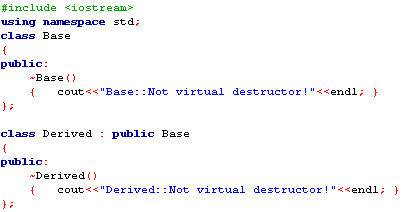 #include <iostream>
using namespace std;
class Base
{
public:
    ~Base()
    {   cout<<"Base::Not virtual destructor!"<<endl; }
};
class Derived : public Base
{
public:
    ~Derived()
    {   cout<<"Derived::Not virtual destructor!"<<endl; }
};